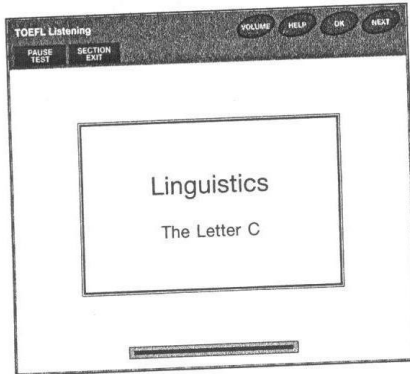 TOEFL Listening
VOLUME HELP OK NEXT
PAUSE TEST
SECTION EXIT
Linguistics
The Letter C